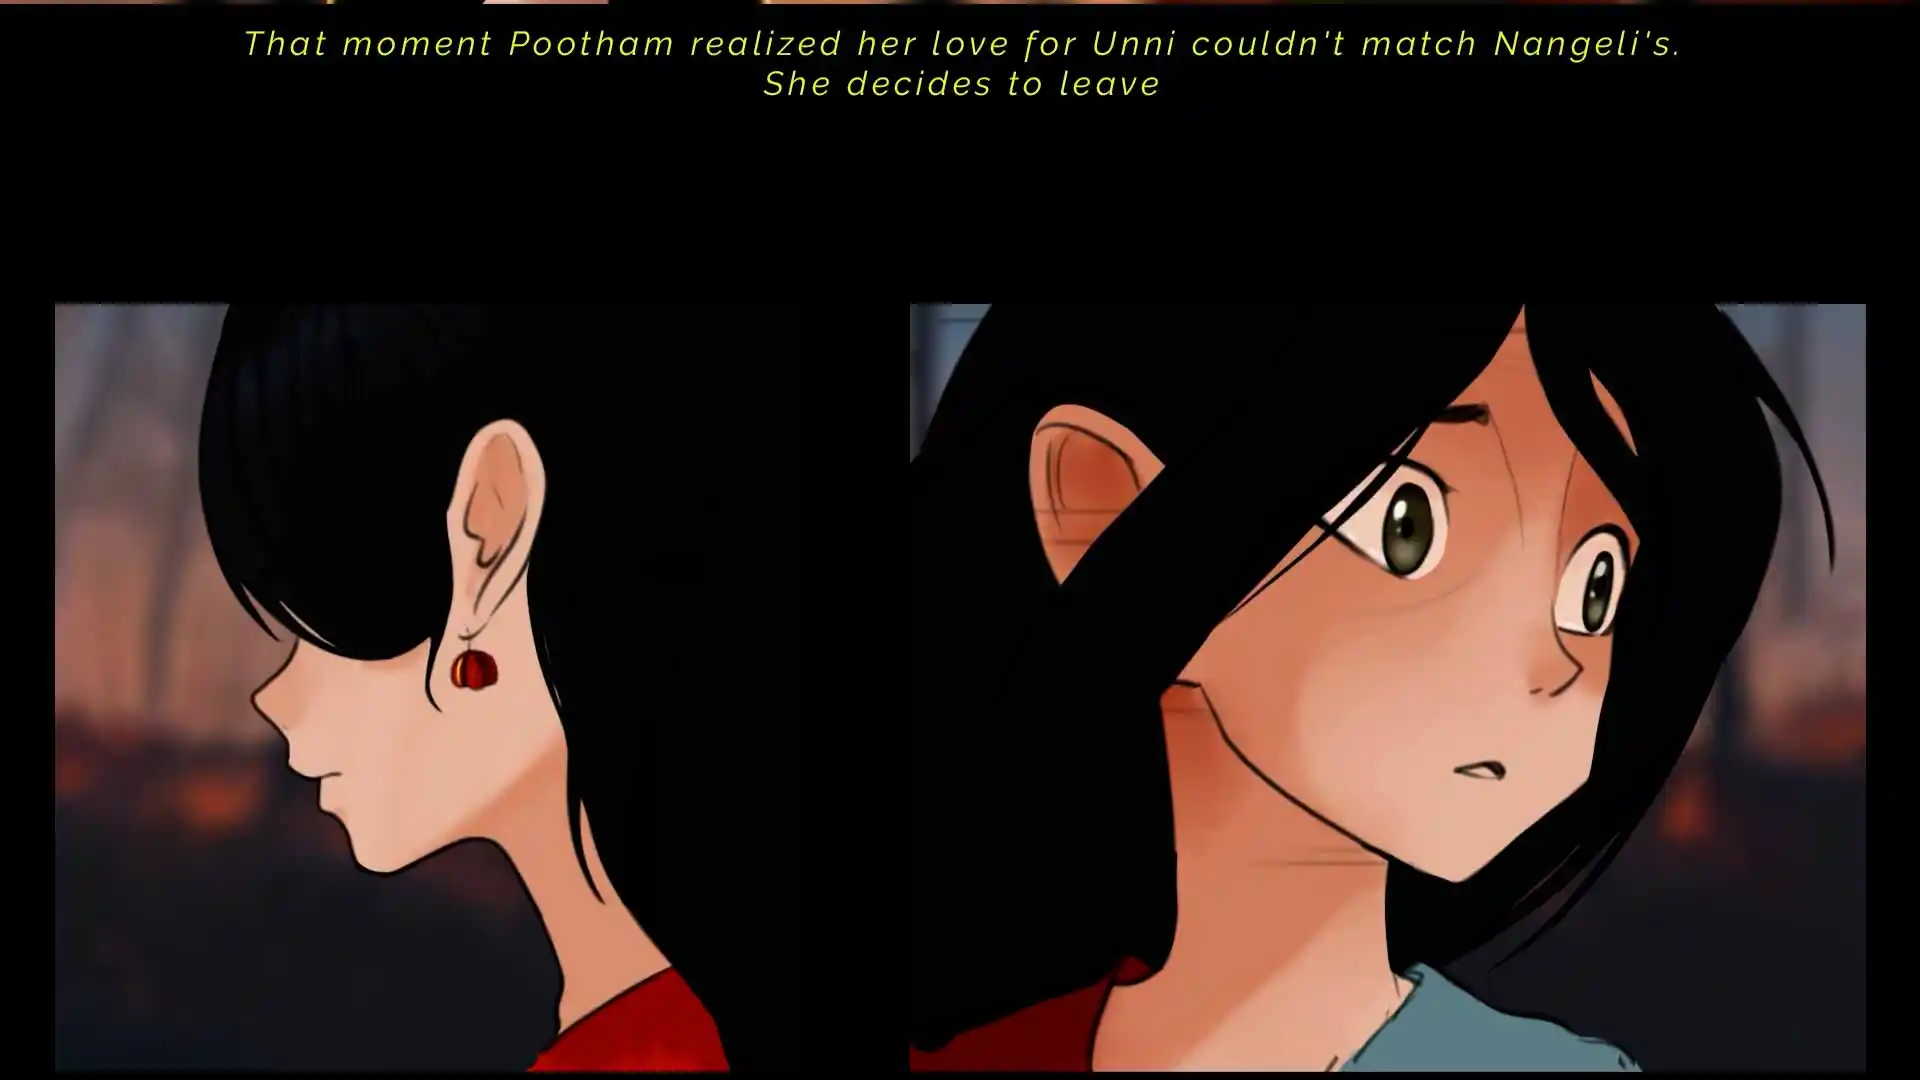 That moment Pootham realized her love for Unni couldn't match Nangeli's.
She decides to leave